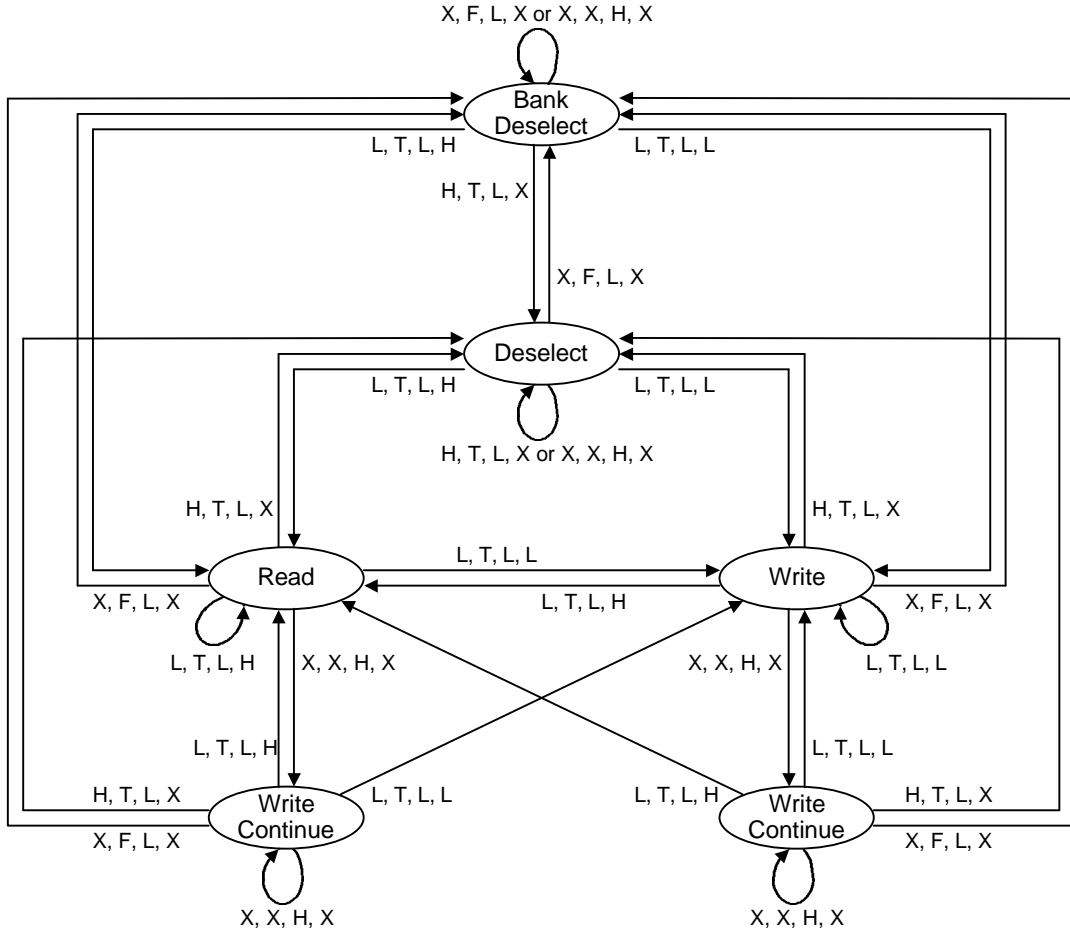 X, F, L, X or X, X, H, X
Bank
Deselect
L, T, L, H
L, T, L, L
H, T, L, X
X, F, L, X
Deselect
L, T, L, H
L, T, L, L
H, T, L, X or X, X, H, X
H, T, L, X
H, T, L, X
Read
L, T, L, L
Write
X, F, L, X
L, T, L, H
X, F, L, X
L, T, L, H
X, X, H, X
X, X, H, X
L, T, L, L
L, T, L, H
L, T, L, L
H, T, L, X
Write
Continue
L, T, L, L
L, T, L, H
Write
Continue
H, T, L, X
X, F, L, X
X, F, L, X
X, X, H, X
X, X, H, X